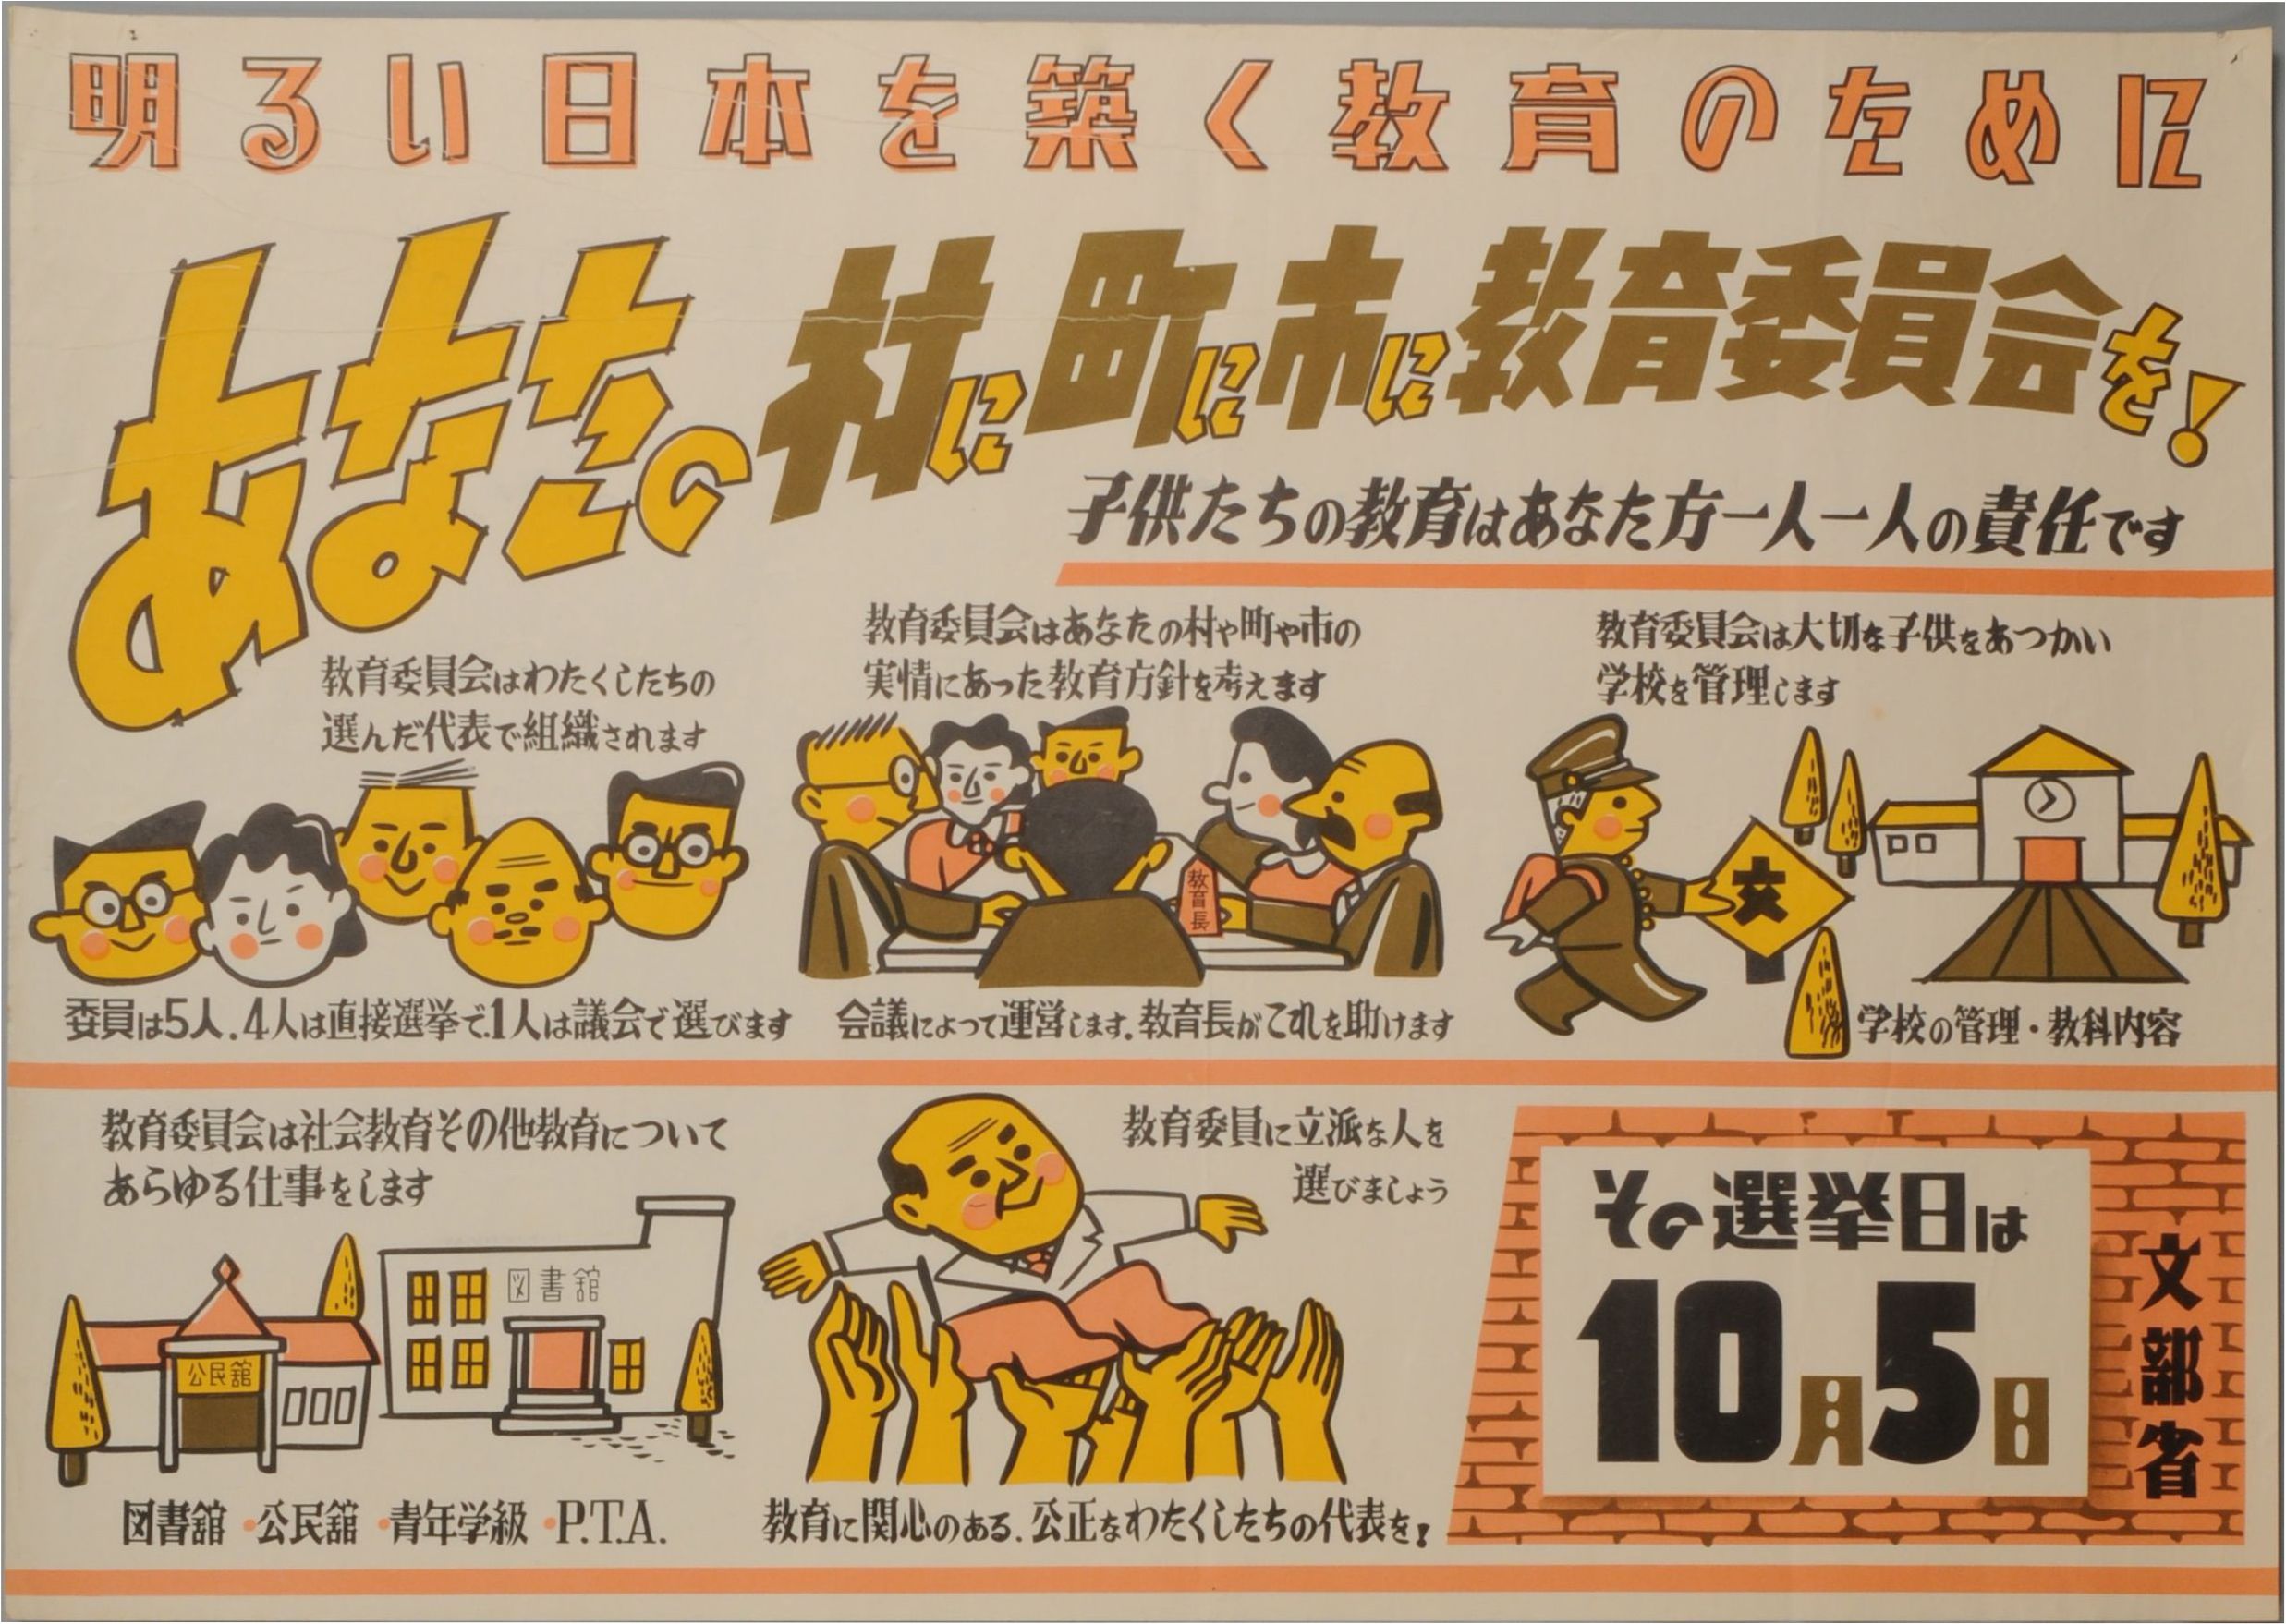 明るい日本を築く教育のために
あなたの村に町に市に教育委員会を!
子供たちの教育はあなた方一人一人の責任です
教育委員会はわたくしたちの
選んだ代表で組織されます
委員は5人.4人は直接選挙で.1人は議会で選びます
教育委員会はあなたの村や町や市の
実情にあった教育方針を考えます
教育長
会議によって運営します.教育長がこれを助けます
教育委員会は大切な子供をあつかい
学校を管理します
文
学校の管理・教科内容
教育委員会は社会教育その他教育について
あらゆる仕事をします
公民舘
図書舘
図書舘・公民舘・青年学級・P.T.A.
教育委員に立派な人を
選びましょう
教育に関心のある.公正なわたくしたちの代表を!
その選挙日は
10月5日
文部省